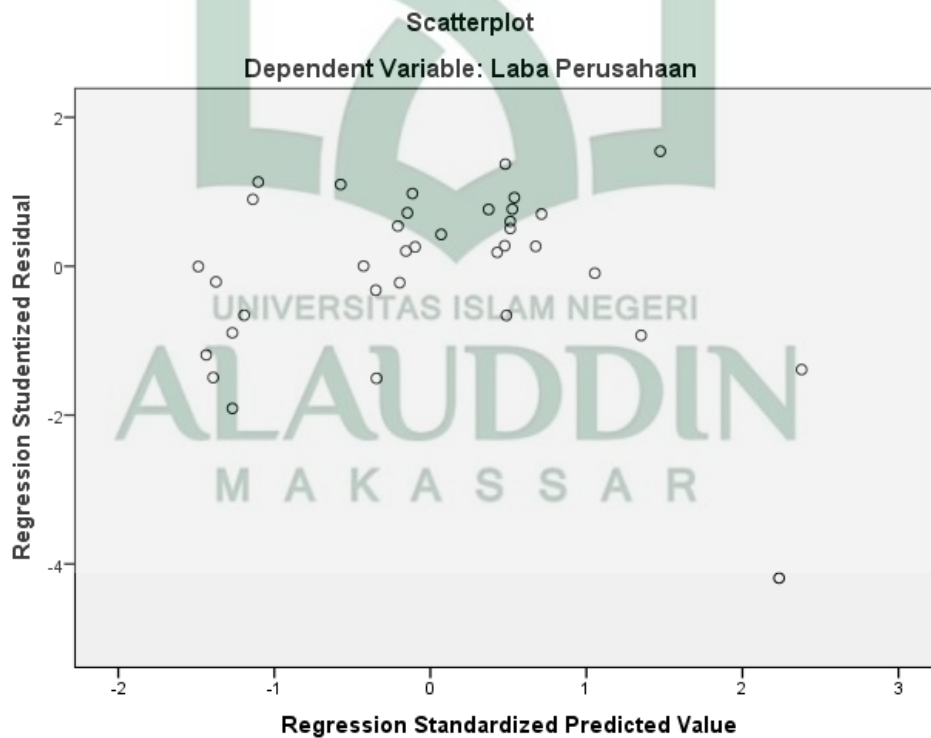 Scatterplot
Dependent Variable: Laba Perusahaan
Regression Studentized Residual
2
0
-2
-4
UNIVERSITAS ISLAM NEGERI
ALAUDDIN
MAKASSAR
-2 -1 0 1 2 3
Regression Standardized Predicted Value